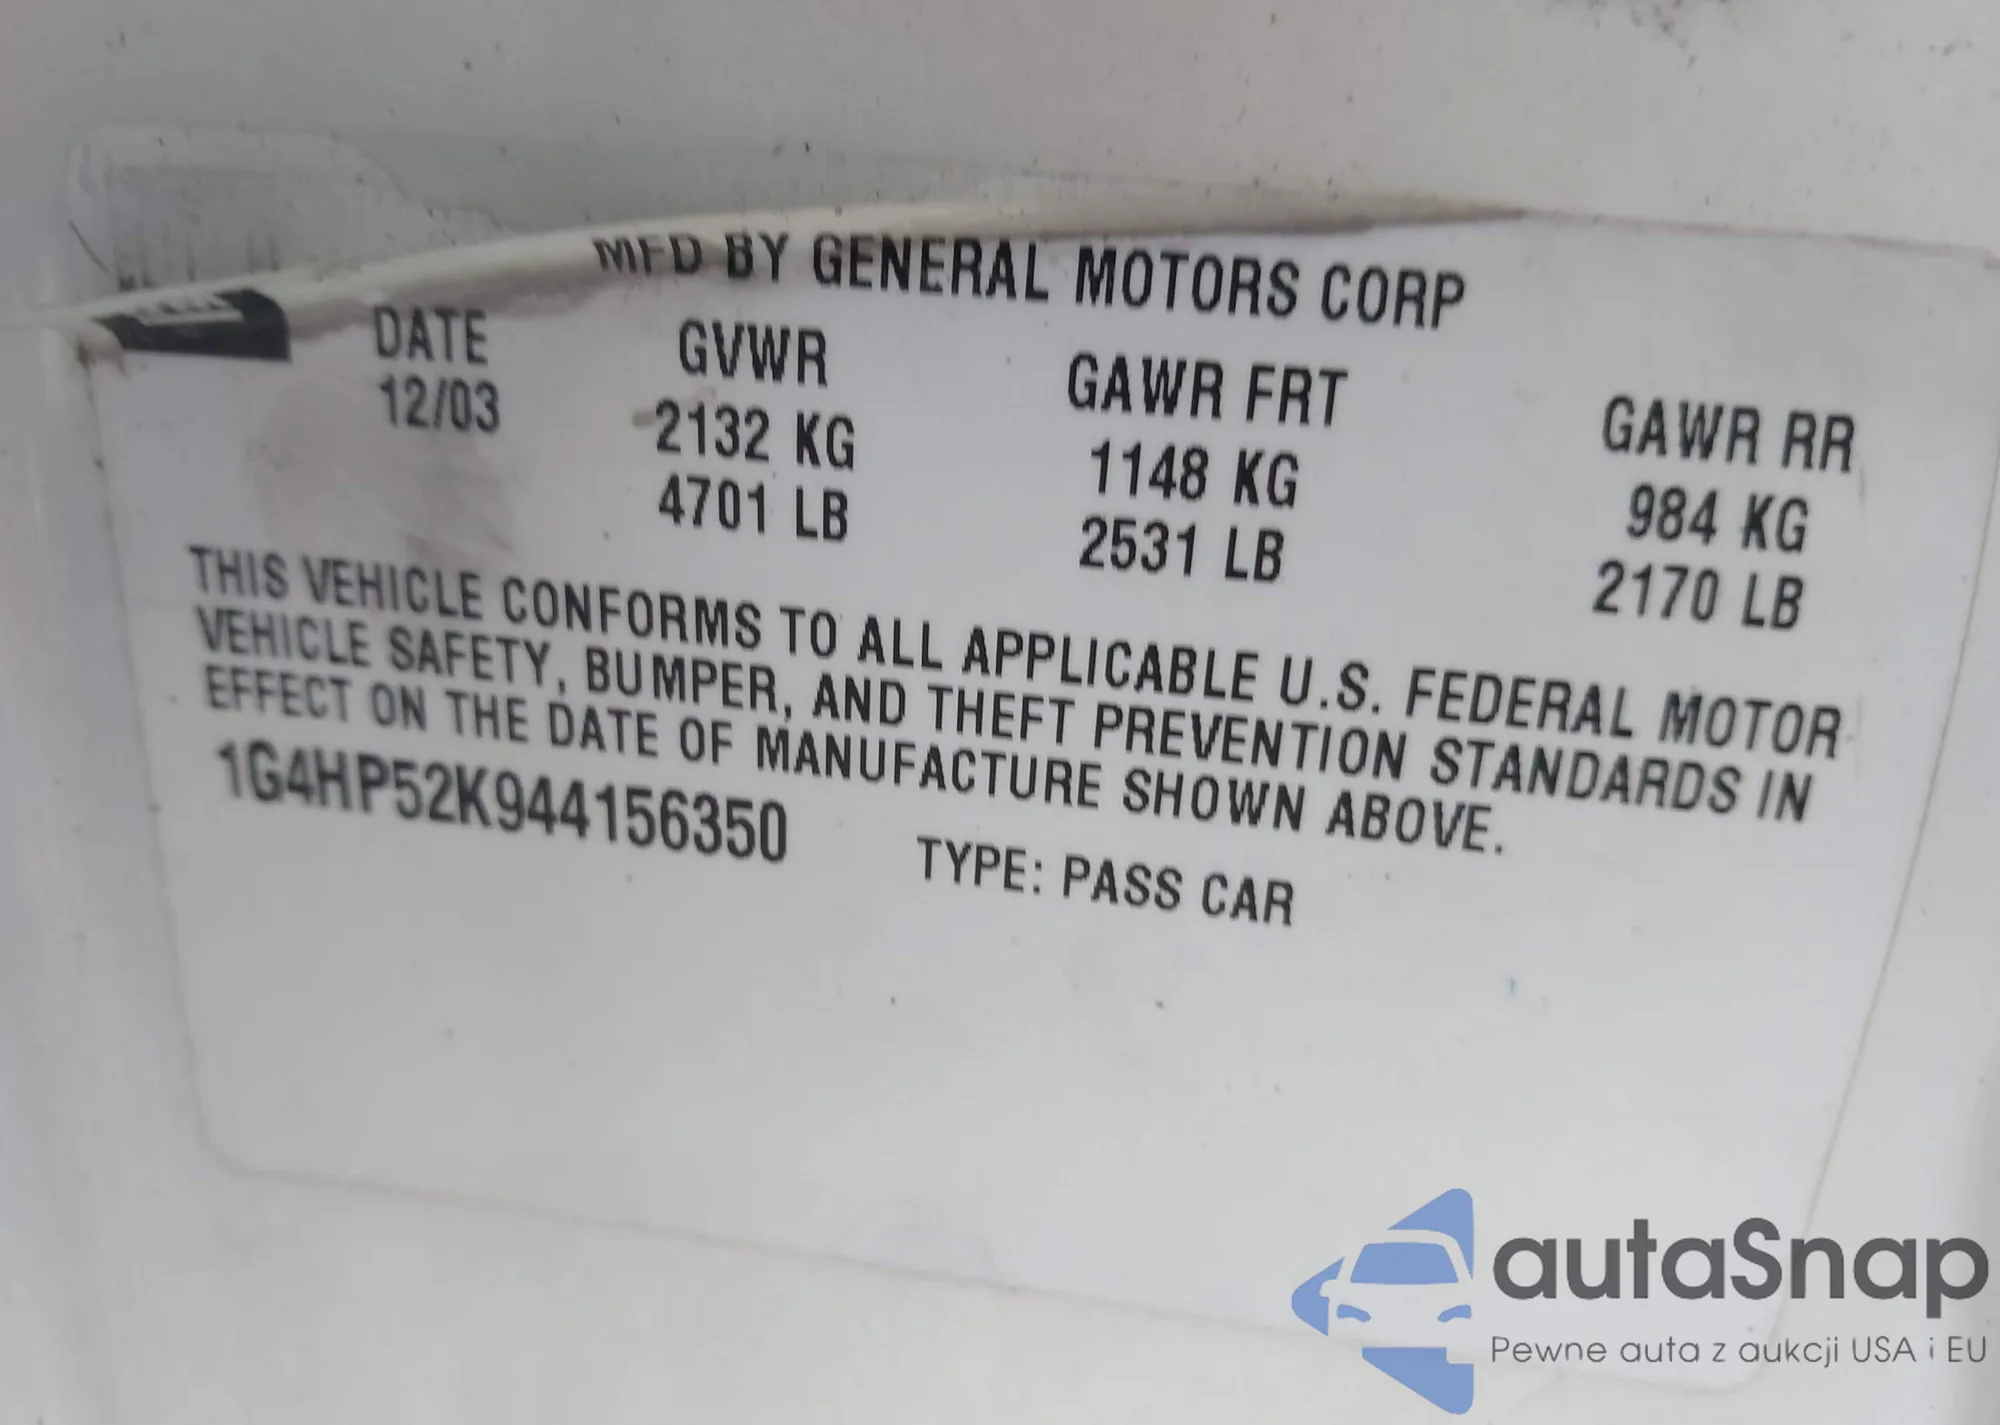 MFD BY GENERAL MOTORS CORP
DATE GVWR GAWR FRT GAWR RR
12/03 2132 KG 1148 KG 984 KG
4701 LB 2531 LB 2170 LB
THIS VEHICLE CONFORMS TO ALL APPLICABLE U.S. FEDERAL MOTOR
VEHICLE SAFETY, BUMPER, AND THEFT PREVENTION STANDARDS IN
EFFECT ON THE DATE OF MANUFACTURE SHOWN ABOVE.
1G4HP52K944156350 TYPE: PASS CAR
autaSnap
Pewne auta z aukcji USA i EU